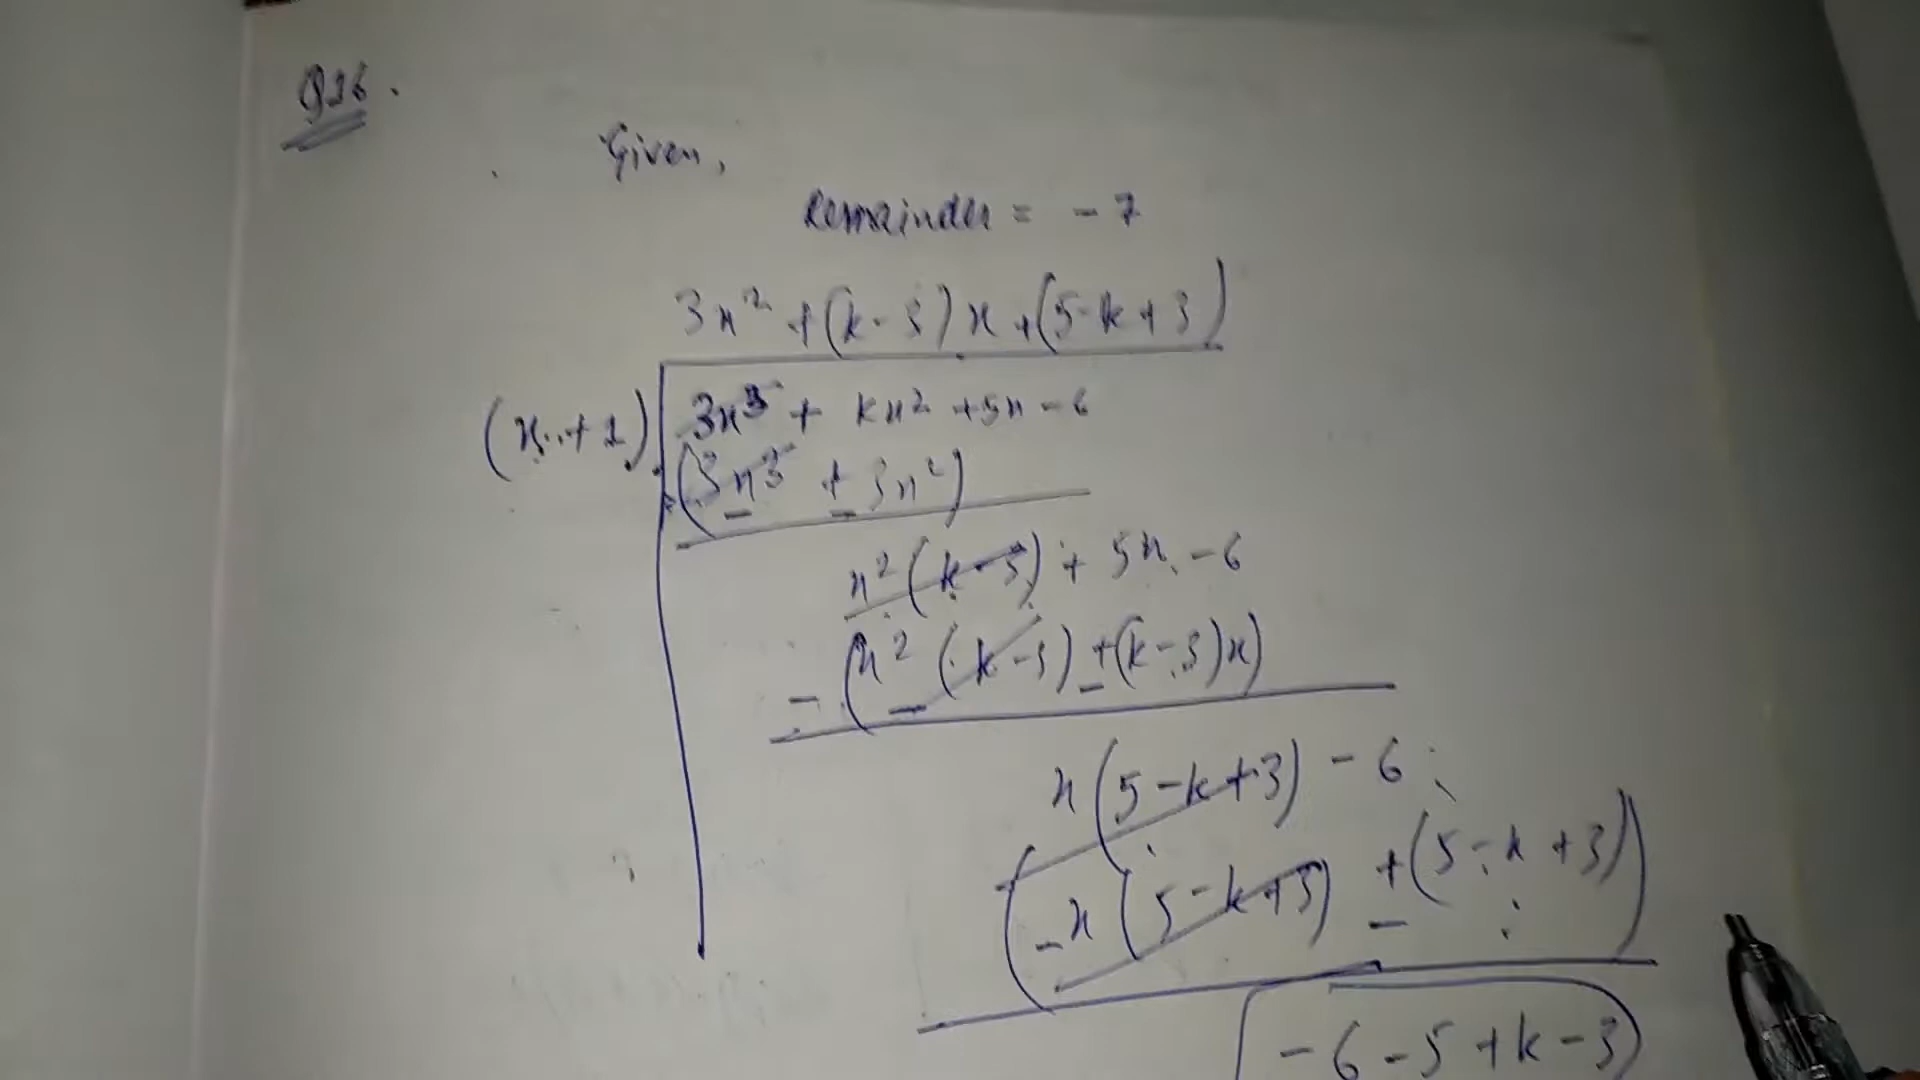 Q26.
Given,
Remainder = - 7
3x² + (k - 3) x + (5 - k + 3)
(x + 1) 3x³ + kx² + 5x - 6
(3x³ + 3x²)
x² (k - 3) + 5x - 6
- (x² (k - 3) + (k - 3) x)
x (5 - k + 3) - 6
(- x (5 - k + 3) + (5 - k + 3))
- 6 - 5 + k - 3